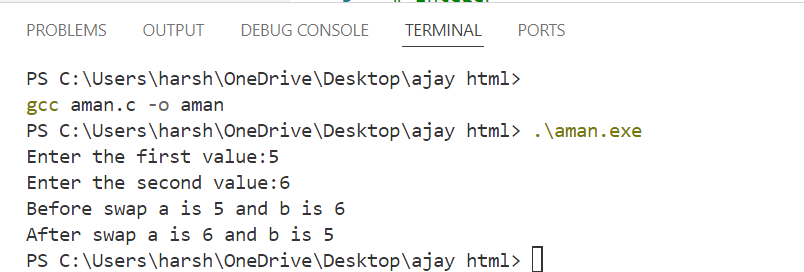 PROBLEMS OUTPUT DEBUG CONSOLE TERMINAL PORTS
PS C:\Users\harsh\OneDrive\Desktop\ajay html>
gcc aman.c -o aman
PS C:\Users\harsh\OneDrive\Desktop\ajay html> .\aman.exe
Enter the first value:5
Enter the second value:6
Before swap a is 5 and b is 6
After swap a is 6 and b is 5
PS C:\Users\harsh\OneDrive\Desktop\ajay html>